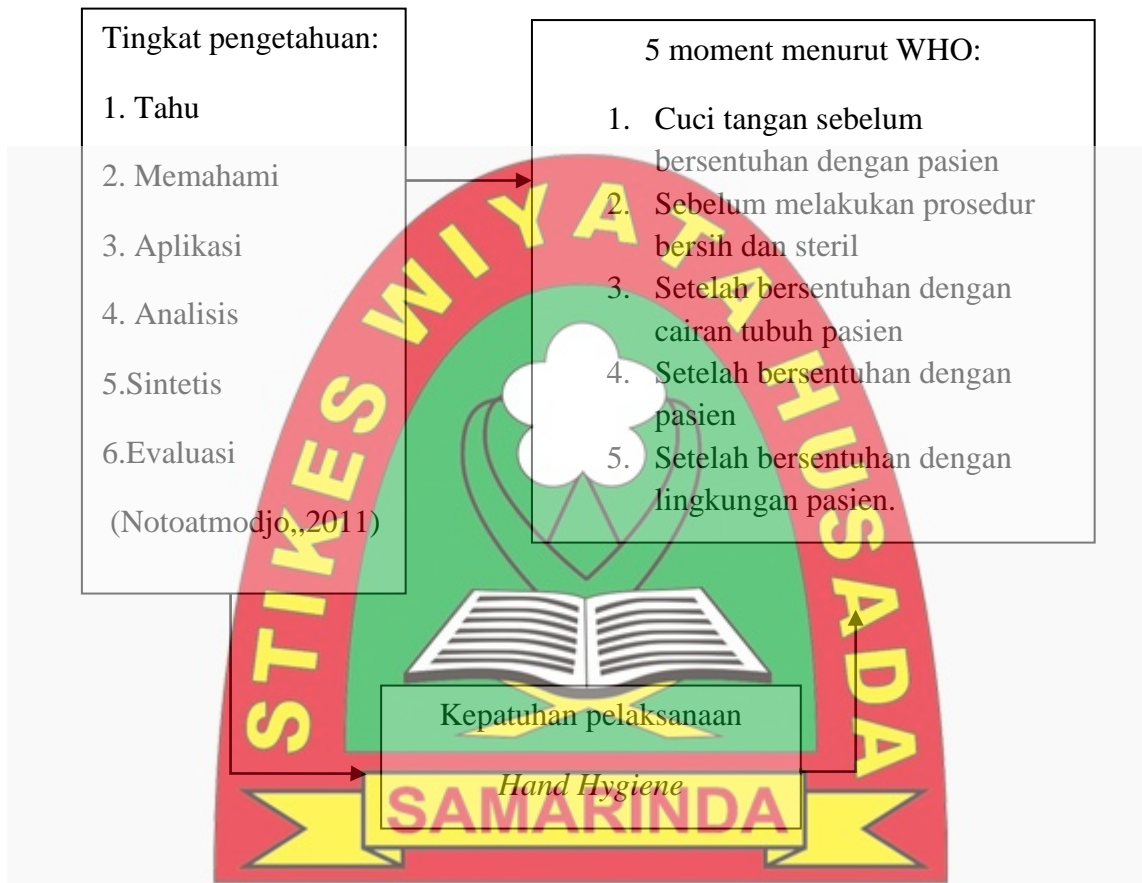 Tingkat pengetahuan:
1. Tahu
2. Memahami
3. Aplikasi
4. Analisis
5.Sintetis
6.Evaluasi
(Notoatmodjo,,2011)
5 moment menurut WHO:
1. Cuci tangan sebelum
bersentuhan dengan pasien
2. Sebelum melakukan prosedur
bersih dan steril
3. Setelah bersentuhan dengan
cairan tubuh pasien
4. Setelah bersentuhan dengan
pasien
5. Setelah bersentuhan dengan
lingkungan pasien.
Kepatuhan pelaksanaan
Hand Hygiene
STIKES WIYATA HUSADA
SAMARINDA